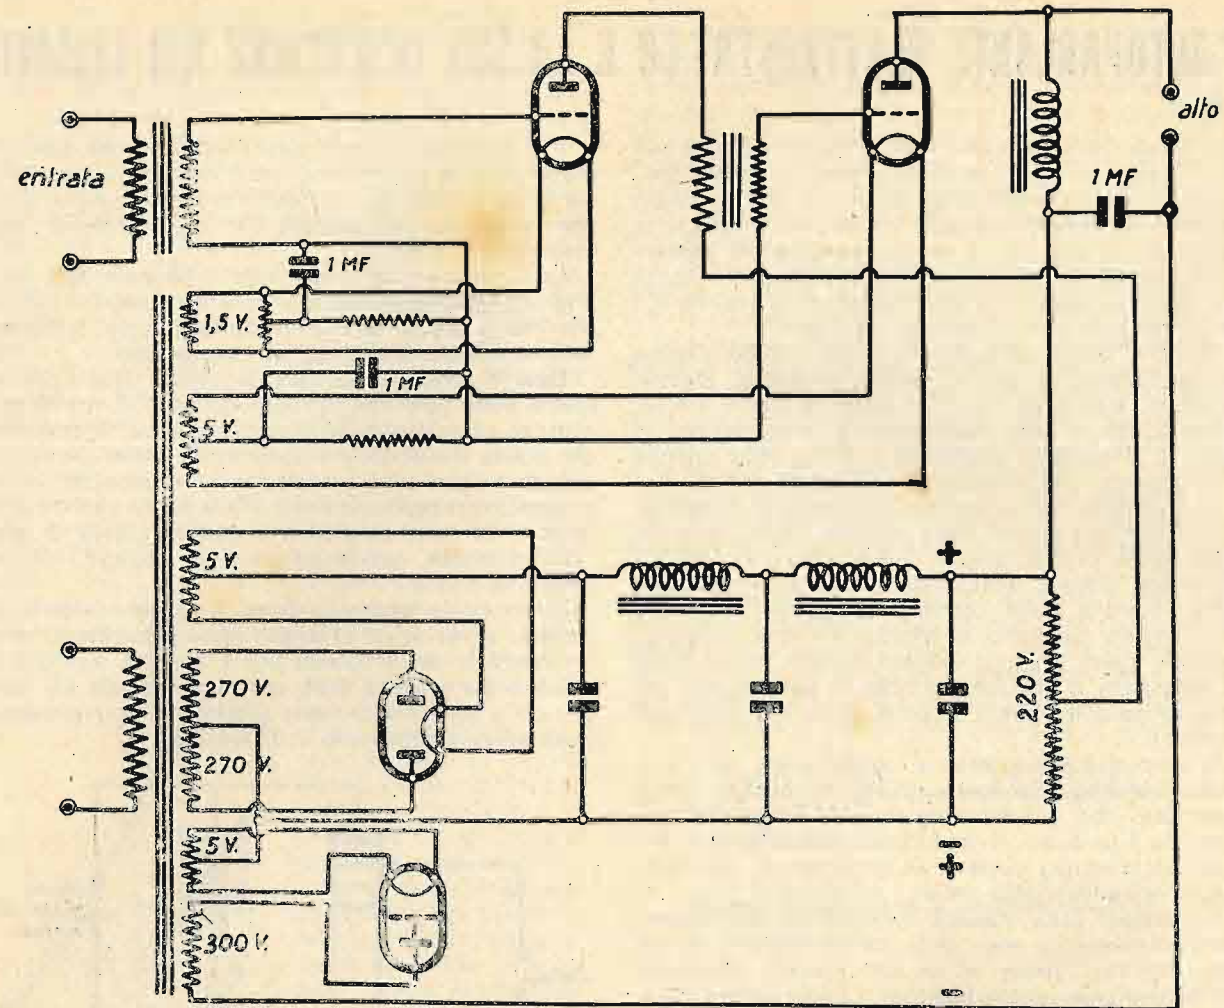 alto
entrata
1 MF
1 MF
1,5 V.
1 MF
5 V.
5 V.
+
270 V.
220 V.
270 V.
5 V.
-
+
300 V.
-